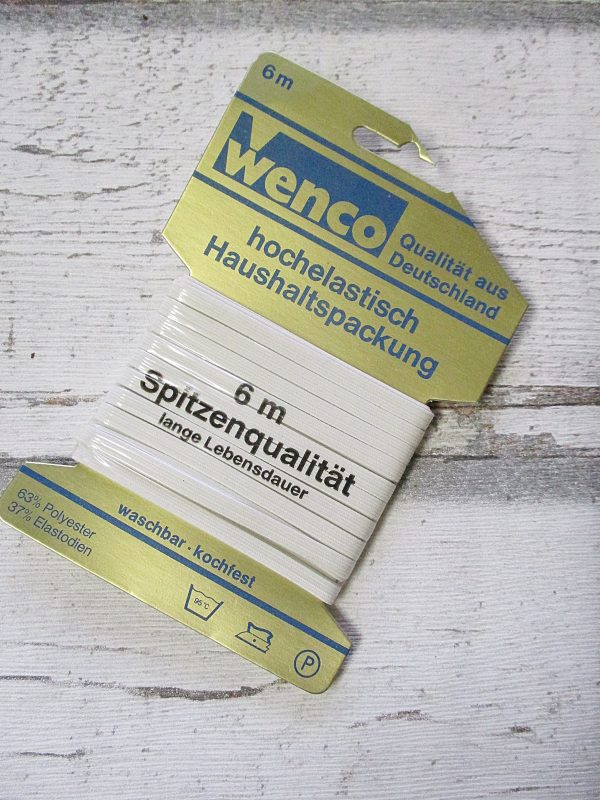 6 m
wenco
Qualität aus
Deutschland
hochelastisch
Haushaltspackung
6 m
Spitzenqualität
lange Lebensdauer
63% Polyester
37% Elastodien
waschbar · kochfest
95°C
P